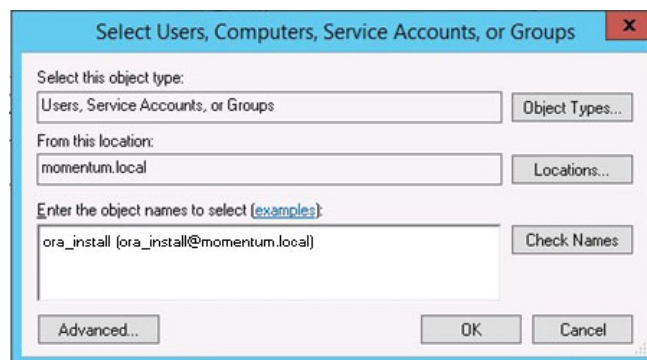 Select Users, Computers, Service Accounts, or Groups
x
Select this object type:
Users, Service Accounts, or Groups
Object Types...
From this location:
momentum.local
Locations...
Enter the object names to select (examples):
ora_install (ora_install@momentum.local)
Check Names
Advanced...
OK
Cancel